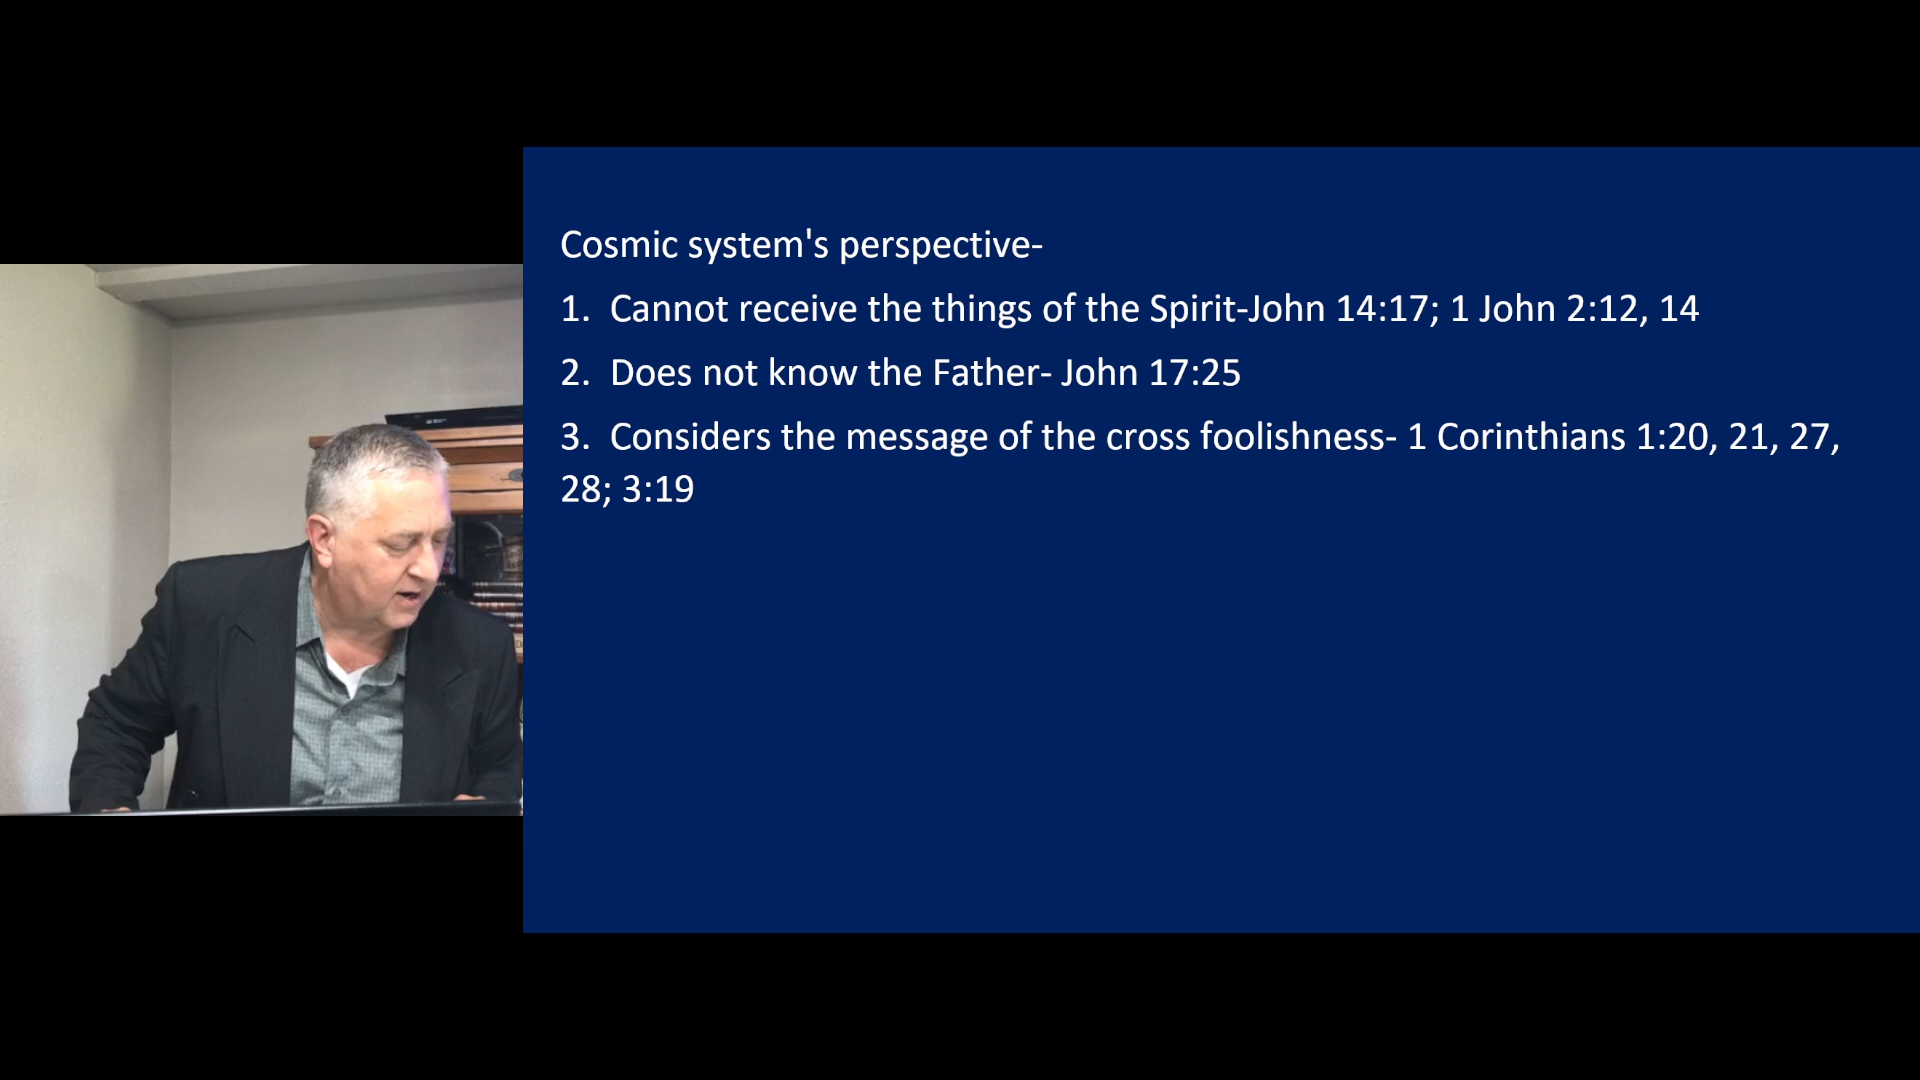 Cosmic system's perspective-
1. Cannot receive the things of the Spirit-John 14:17; 1 John 2:12, 14
2. Does not know the Father- John 17:25
3. Considers the message of the cross foolishness- 1 Corinthians 1:20, 21, 27,
28; 3:19